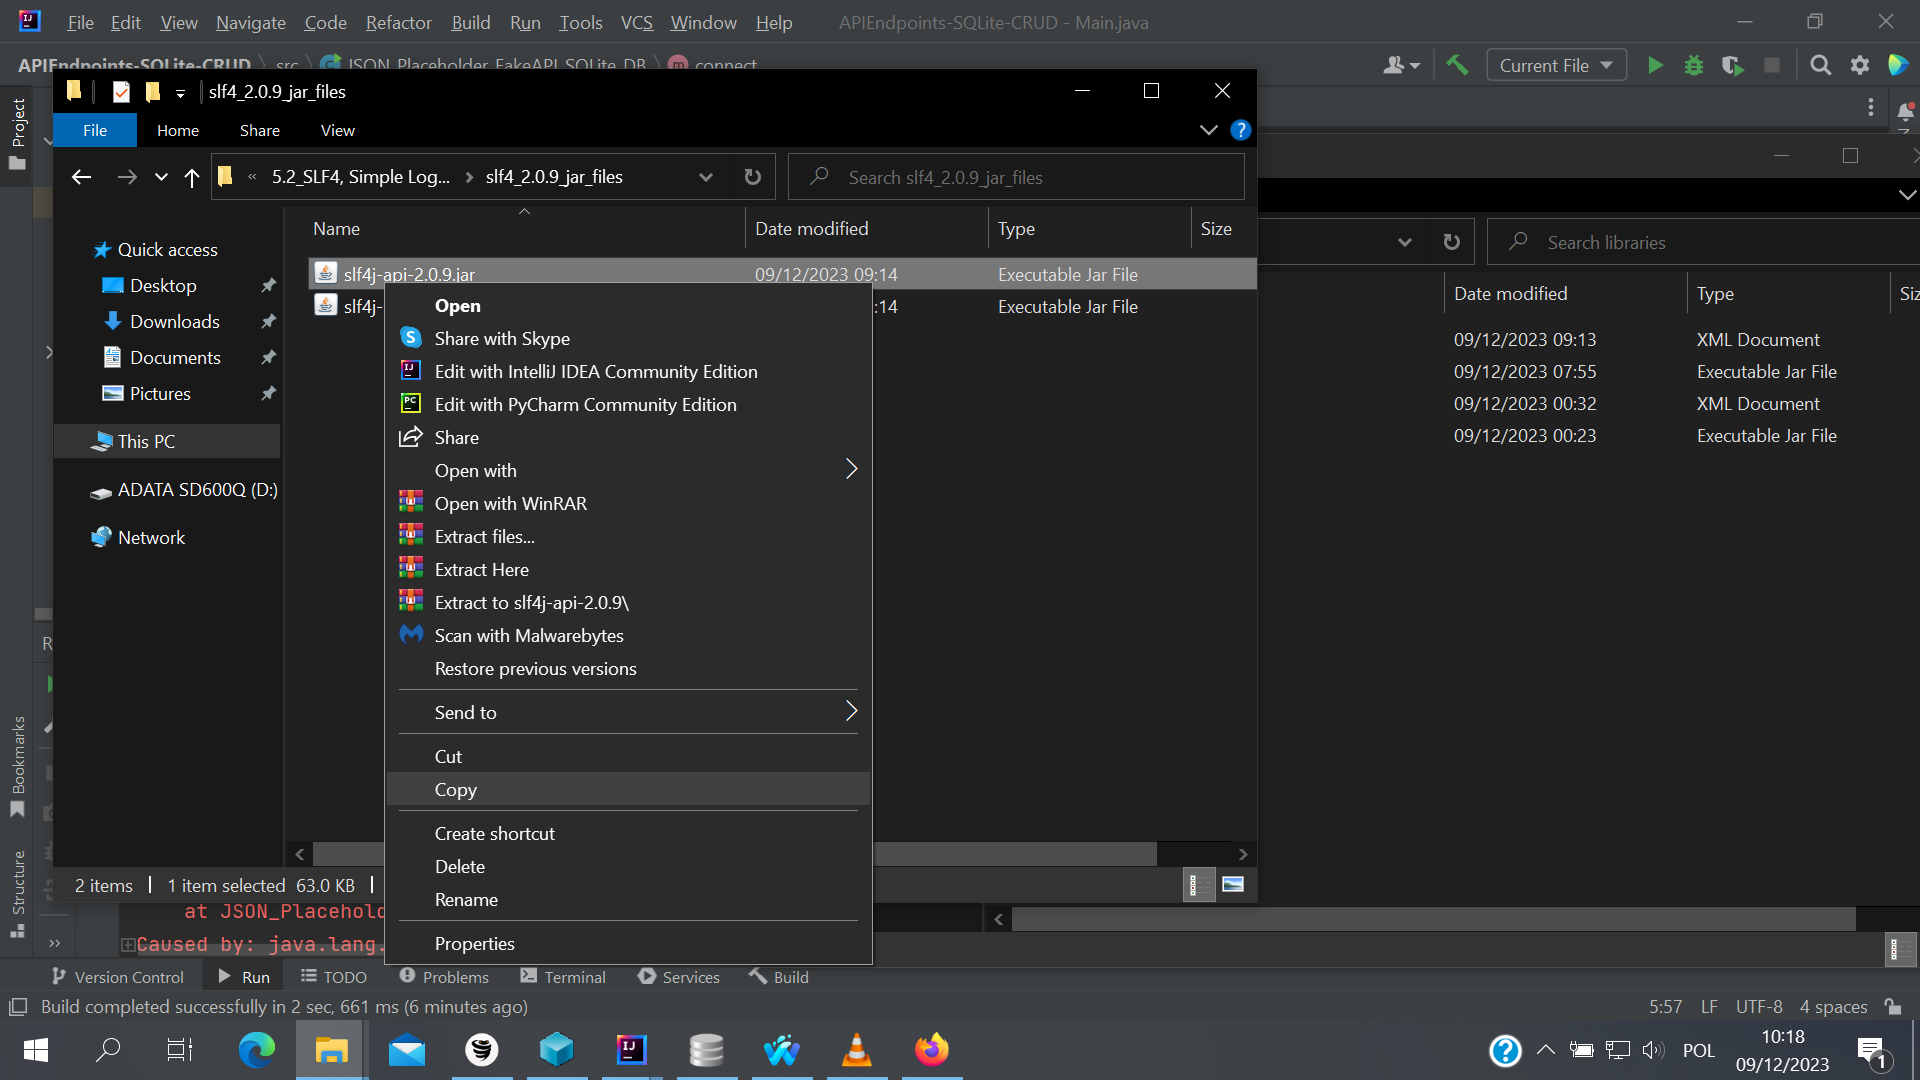 File Edit View Navigate Code Refactor Build Run Tools VCS Window Help APIEndpoints-SQLite-CRUD - Main.java
APIEndpoints-SQLite-CRUD src JSON_Placeholder_FakeAPI_SQLite_DB m connect Current File
slf4_2.0.9_jar_files
Project
File Home Share View
« 5.2_SLF4, Simple Log... > slf4_2.0.9_jar_files Search slf4_2.0.9_jar_files
Name Date modified Type Size
Search libraries
Quick access
slf4j-api-2.0.9.jar 09/12/2023 09:14 Executable Jar File
slf4j- :14 Executable Jar File
Date modified Type Siz
09/12/2023 09:13 XML Document
09/12/2023 07:55 Executable Jar File
09/12/2023 00:32 XML Document
09/12/2023 00:23 Executable Jar File
Desktop
Downloads
Documents
Pictures
This PC
ADATA SD600Q (D:)
Network
Open
Share with Skype
Edit with IntelliJ IDEA Community Edition
Edit with PyCharm Community Edition
Share
Open with
Open with WinRAR
Extract files...
Extract Here
Extract to slf4j-api-2.0.9\
Scan with Malwarebytes
Restore previous versions
Send to
Cut
Copy
Create shortcut
Delete
Rename
Properties
Bookmarks
Structure
2 items 1 item selected 63.0 KB
at JSON_Placehold
Caused by: java.lang.
Version Control Run TODO Problems Terminal Services Build
Build completed successfully in 2 sec, 661 ms (6 minutes ago) 5:57 LF UTF-8 4 spaces
POL 10:18
09/12/2023
1